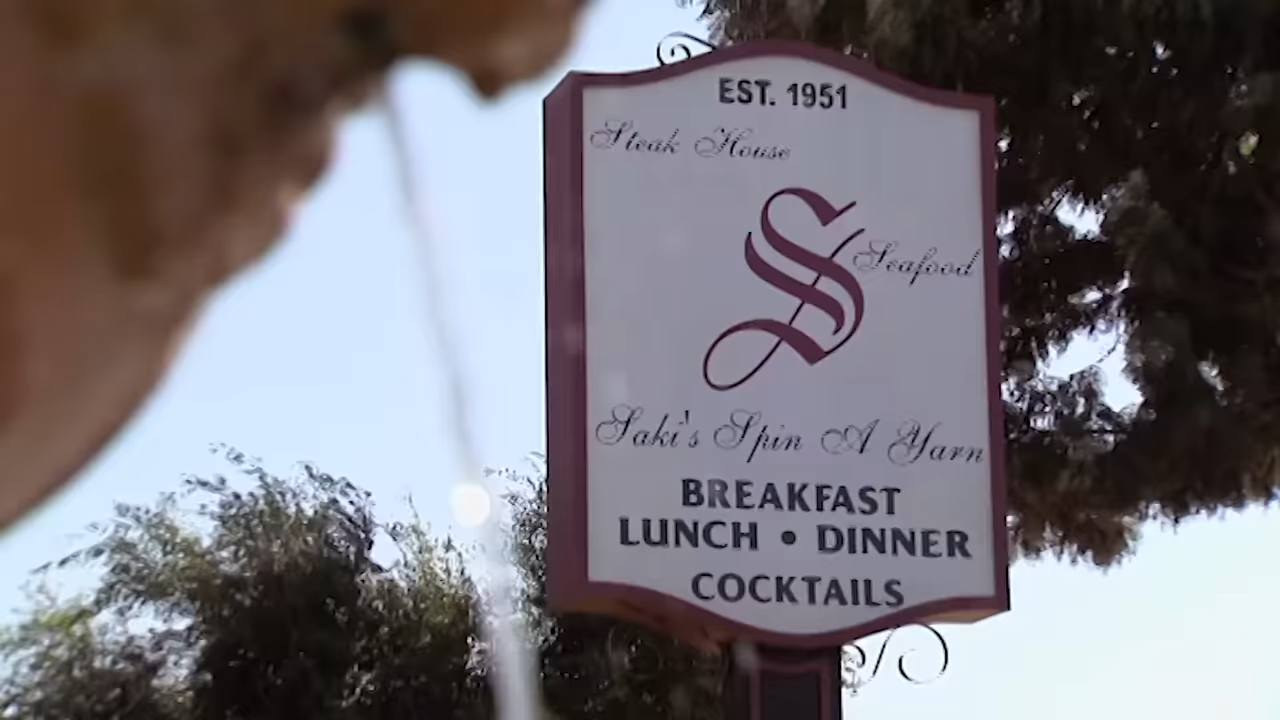 EST. 1951
Steak House
S
Seafood
Saki's Spin A Yarn
BREAKFAST
LUNCH • DINNER
COCKTAILS